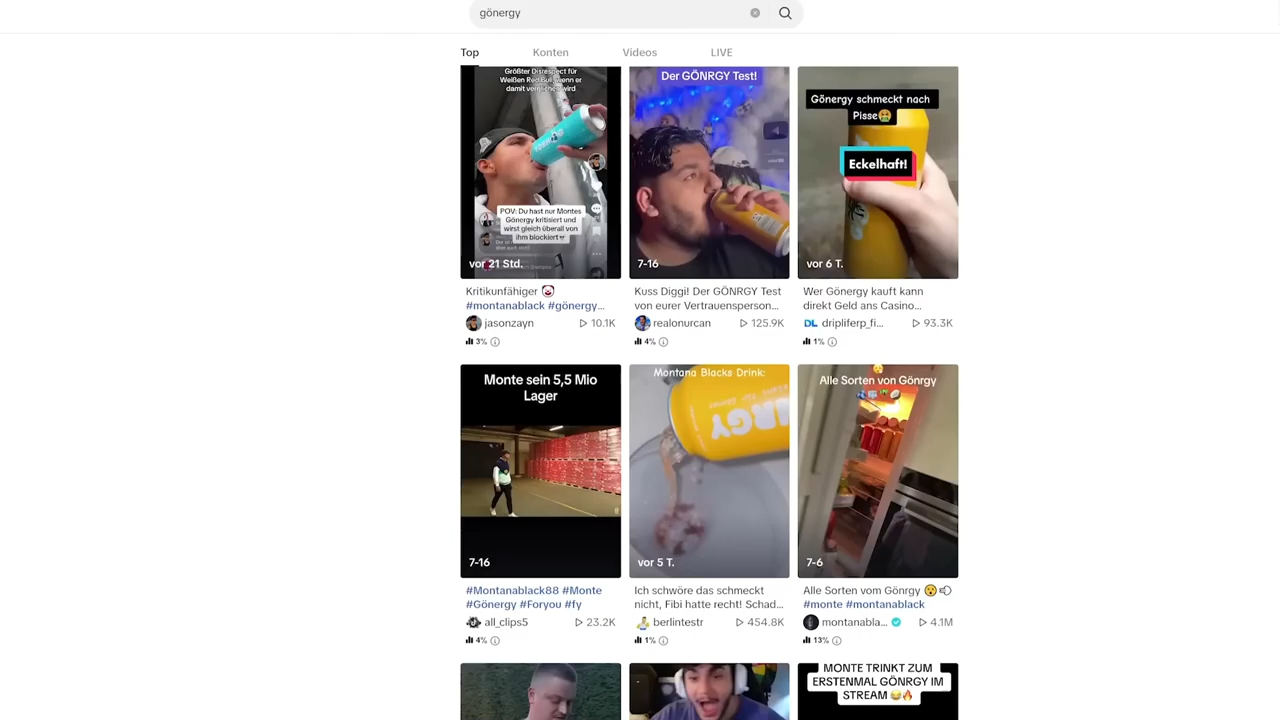 gönergy
Top Konten Videos LIVE
Größter Disrespect für
Weißen Red Bull wenn er
damit verglichen wird
POV: Du hast nur Montes
Gönergy kritisiert und
wirst gleich überall von
ihm blockiert
vor 21 Std.
Kritikunfähiger 🤡
#montanablack #gönergy...
jasonzayn 10.1K
3%
Der GÖNRGY Test!
7-16
Kuss Diggi! Der GÖNRGY Test
von eurer Vertrauensperson...
realonurcan 125.9K
4%
Gönergy schmeckt nach
Pisse🤮
Eckelhaft!
vor 6 T.
Wer Gönergy kauft kann
direkt Geld ans Casino...
DL dripliferp_fi... 93.3K
1%
Monte sein 5,5 Mio
Lager
7-16
#Montanablack88 #Monte
#Gönergy #Foryou #fy
all_clips5 23.2K
4%
Montana Blacks Drink:
vor 5 T.
Ich schwöre das schmeckt
nicht, Fibi hatte recht! Schad...
berlintestr 454.8K
1%
Alle Sorten von Gönrgy
7-6
Alle Sorten vom Gönrgy 😯💨
#monte #montanablack
montanabla... 4.1M
13%
MONTE TRINKT ZUM
ERSTENMAL GÖNRGY IM
STREAM 😂🔥